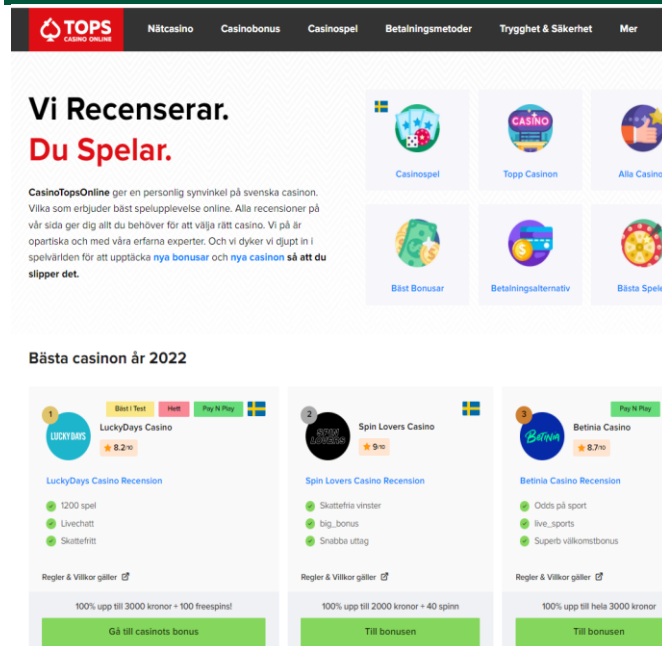 TOPS
CASINO ONLINE
Nätcasino
Casinobonus
Casinospel
Betalningsmetoder
Trygghet & Säkerhet
Mer
Vi Recenserar.
Du Spelar.
CasinoTopsOnline ger en personlig synvinkel på svenska casinon.
Vilka som erbjuder bäst spelupplevelse online. Alla recensioner på
vår sida ger dig allt du behöver för att välja rätt casino. Vi på är
opartiska och med våra erfarna experter. Och vi dyker vi djupt in i
spelvärlden för att upptäcka nya bonusar och nya casinon så att du
slipper det.
CASINO
Casinospel
Topp Casinon
Alla Casino
Bäst Bonusar
Betalningsalternativ
Bästa Spele
Bästa casinon år 2022
1
Bäst I Test
Hett
Pay N Play
LUCKYDAYS
LuckyDays Casino
8.2/10
LuckyDays Casino Recension
1200 spel
Livechatt
Skattefritt
Regler & Villkor gäller
100% upp till 3000 kronor + 100 freespins!
Gå till casinots bonus
2
SPIN
LOVERS
Spin Lovers Casino
9/10
Spin Lovers Casino Recension
Skattefria vinster
big_bonus
Snabba uttag
Regler & Villkor gäller
100% upp till 2000 kronor + 40 spinn
Till bonusen
3
Pay N Play
Betinia
Betinia Casino
8.7/10
Betinia Casino Recension
Odds på sport
live_sports
Superb välkomstbonus
Regler & Villkor gäller
100% upp till hela 3000 kronor
Till bonusen